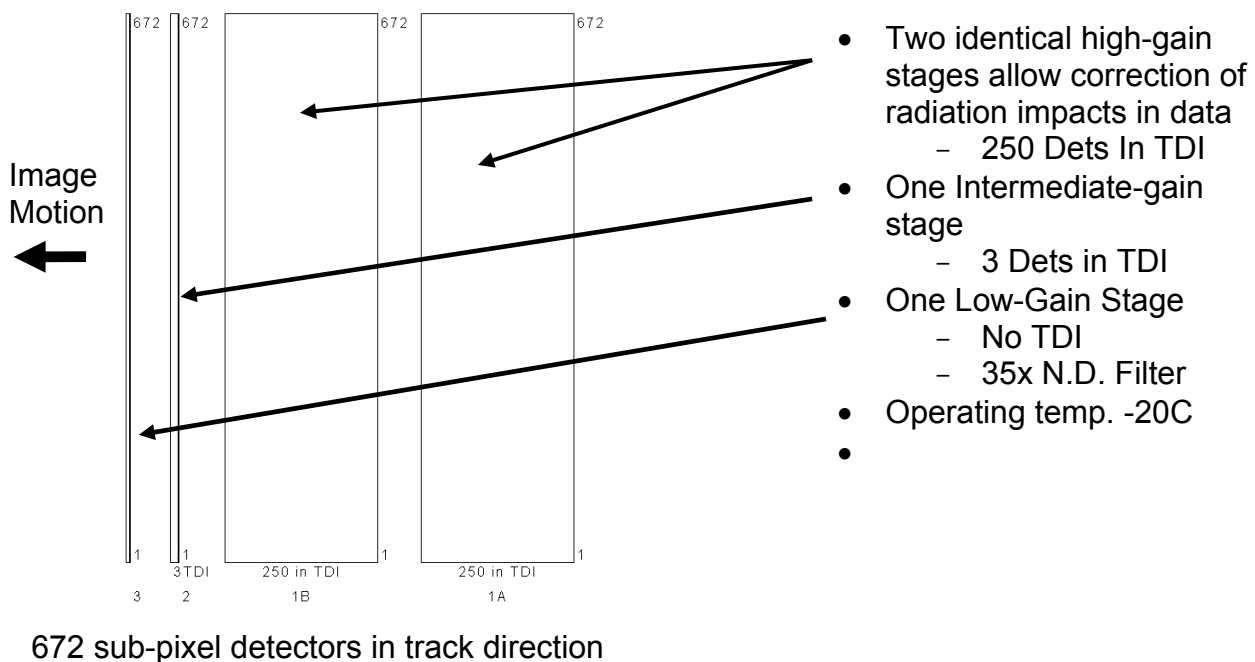 672
672
672
672
Image
Motion
1
1
1
1
3TDI
250 in TDI
250 in TDI
3
2
1B
1A
672 sub-pixel detectors in track direction
• Two identical high-gain
stages allow correction of
radiation impacts in data
– 250 Dets In TDI
• One Intermediate-gain
stage
– 3 Dets in TDI
• One Low-Gain Stage
– No TDI
– 35x N.D. Filter
• Operating temp. -20C
•